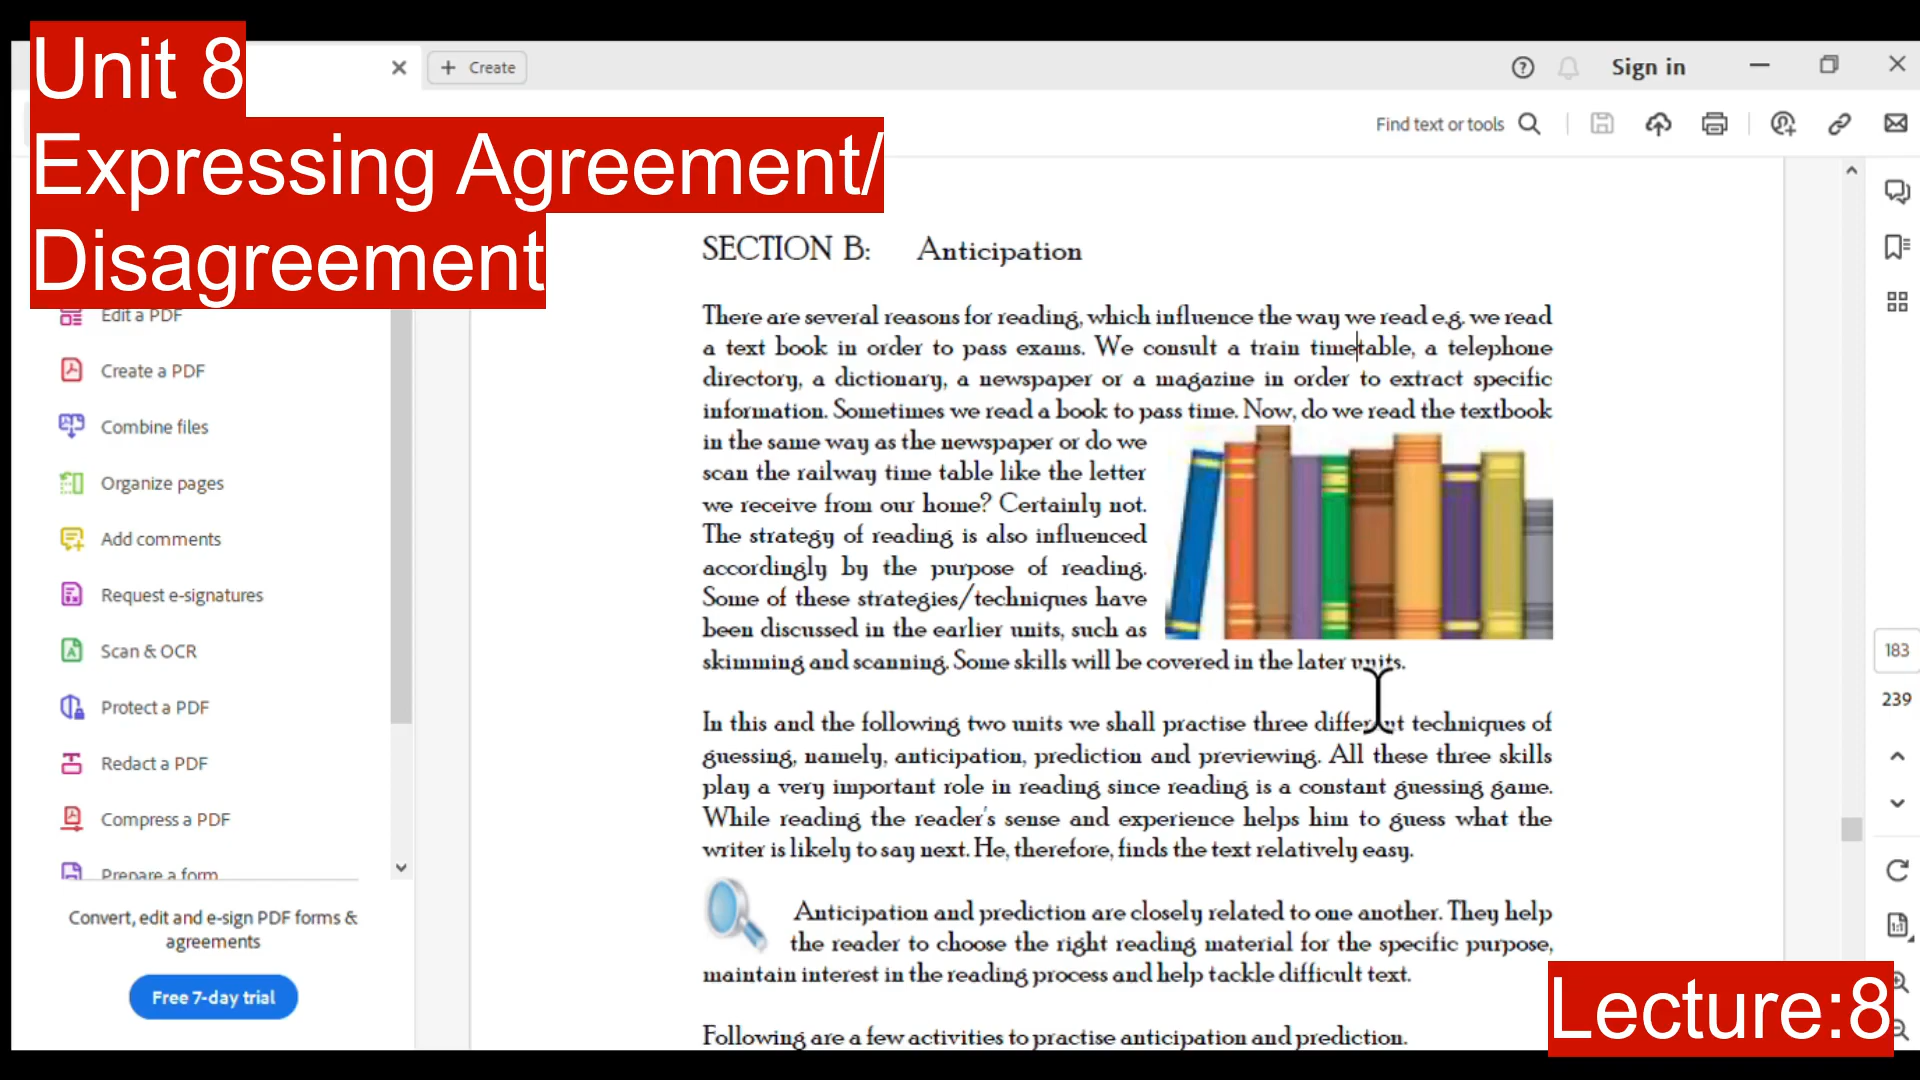 Unit 8
Expressing Agreement/
Disagreement
Create
Sign in
Find text or tools
Edit a PDF
Create a PDF
Combine files
Organize pages
Add comments
Request e-signatures
Scan & OCR
Protect a PDF
Redact a PDF
Compress a PDF
Prepare a form
Convert, edit and e-sign PDF forms &
agreements
Free 7-day trial
SECTION B: Anticipation
There are several reasons for reading, which influence the way we read e.g. we read
a text book in order to pass exams. We consult a train timetable, a telephone
directory, a dictionary, a newspaper or a magazine in order to extract specific
information. Sometimes we read a book to pass time. Now, do we read the textbook
in the same way as the newspaper or do we
scan the railway time table like the letter
we receive from our home? Certainly not.
The strategy of reading is also influenced
accordingly by the purpose of reading.
Some of these strategies/techniques have
been discussed in the earlier units, such as
skimming and scanning. Some skills will be covered in the later units.
In this and the following two units we shall practise three different techniques of
guessing, namely, anticipation, prediction and previewing. All these three skills
play a very important role in reading since reading is a constant guessing game.
While reading the reader's sense and experience helps him to guess what the
writer is likely to say next. He, therefore, finds the text relatively easy.
Anticipation and prediction are closely related to one another. They help
the reader to choose the right reading material for the specific purpose,
maintain interest in the reading process and help tackle difficult text.
Following are a few activities to practise anticipation and prediction.
183
239
1:1
Lecture:8